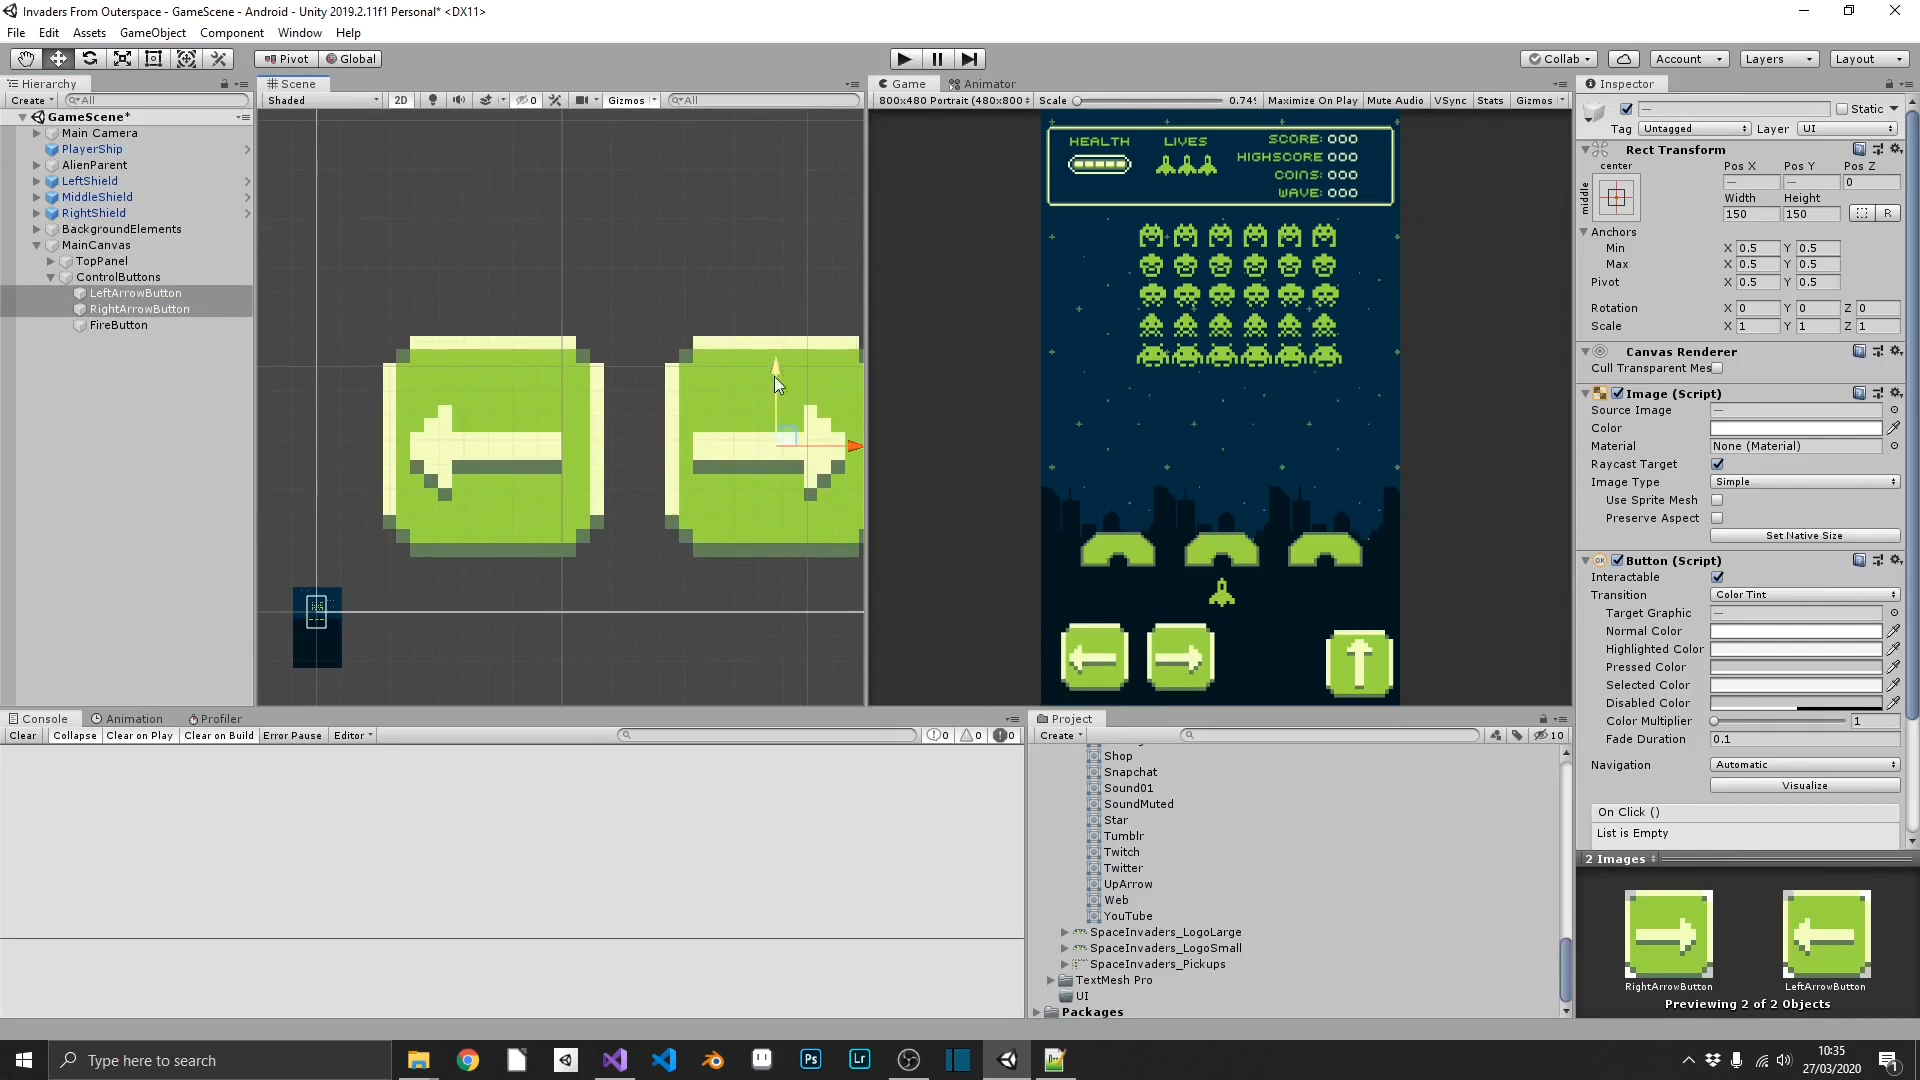 Invaders From Outerspace - GameScene - Android - Unity 2019.2.11f1 Personal* <DX11>
File Edit Assets GameObject Component Window Help
Pivot Global Collab Account Layers Layout
Hierarchy
Create All
GameScene*
Main Camera
PlayerShip
AlienParent
LeftShield
MiddleShield
RightShield
BackgroundElements
MainCanvas
TopPanel
ControlButtons
LeftArrowButton
RightArrowButton
FireButton
Scene
Shaded 2D 0 Gizmos All
Game Animator
800x480 Portrait (480x800 Scale Maximize On Play Mute Audio VSync Stats Gizmos
HEALTH LIVES
SCORE: 000
HIGHSCORE 000
COINS: 000
WAVE: 000
Inspector
— Static
Tag Untagged Layer UI
Rect Transform
center
middle
Pos X Pos Y Pos Z
— — 0
Width Height
150 150 R
Anchors
Min X 0.5 Y 0.5
Max X 0.5 Y 0.5
Pivot X 0.5 Y 0.5
Rotation X 0 Y 0 Z 0
Scale X 1 Y 1 Z 1
Canvas Renderer
Cull Transparent Mes
Image (Script)
Source Image —
Color
Material None (Material)
Raycast Target
Image Type Simple
Use Sprite Mesh
Preserve Aspect
Set Native Size
Button (Script)
Interactable
Transition Color Tint
Target Graphic —
Normal Color
Highlighted Color
Pressed Color
Selected Color
Disabled Color
Color Multiplier 1
Fade Duration 0.1
Navigation Automatic
Visualize
On Click ()
List is Empty
2 Images
RightArrowButton LeftArrowButton
Previewing 2 of 2 Objects
Console Animation Profiler
Clear Collapse Clear on Play Clear on Build Error Pause Editor 0 0 0
Project
Create 10
Shop
Snapchat
Sound01
SoundMuted
Star
Tumblr
Twitch
Twitter
UpArrow
Web
YouTube
SpaceInvaders_LogoLarge
SpaceInvaders_LogoSmall
SpaceInvaders_Pickups
TextMesh Pro
UI
Packages
Type here to search
Ps
Lr
10:35
27/03/2020
1